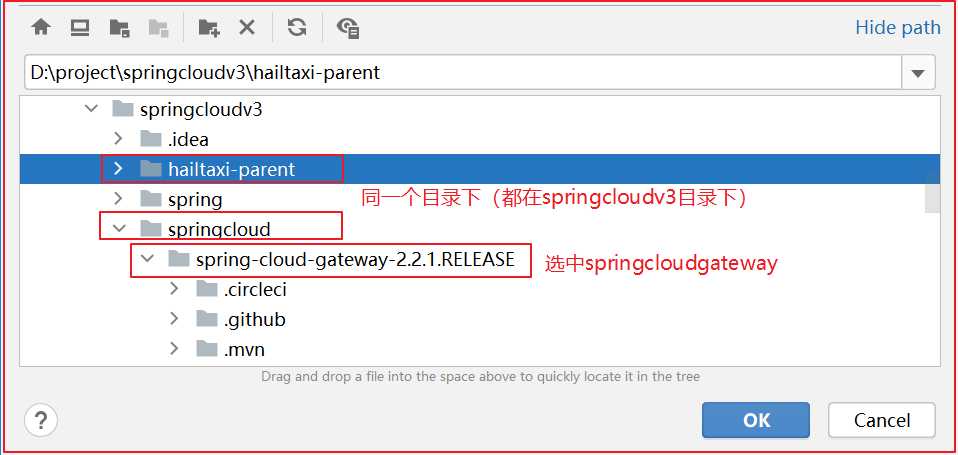 Hide path
D:\project\springcloudv3\hailtaxi-parent
springcloudv3
.idea
hailtaxi-parent
spring
同一个目录下（都在springcloudv3目录下）
springcloud
spring-cloud-gateway-2.2.1.RELEASE
选中springcloudgateway
.circleci
.github
.mvn
Drag and drop a file into the space above to quickly locate it in the tree
?
OK
Cancel